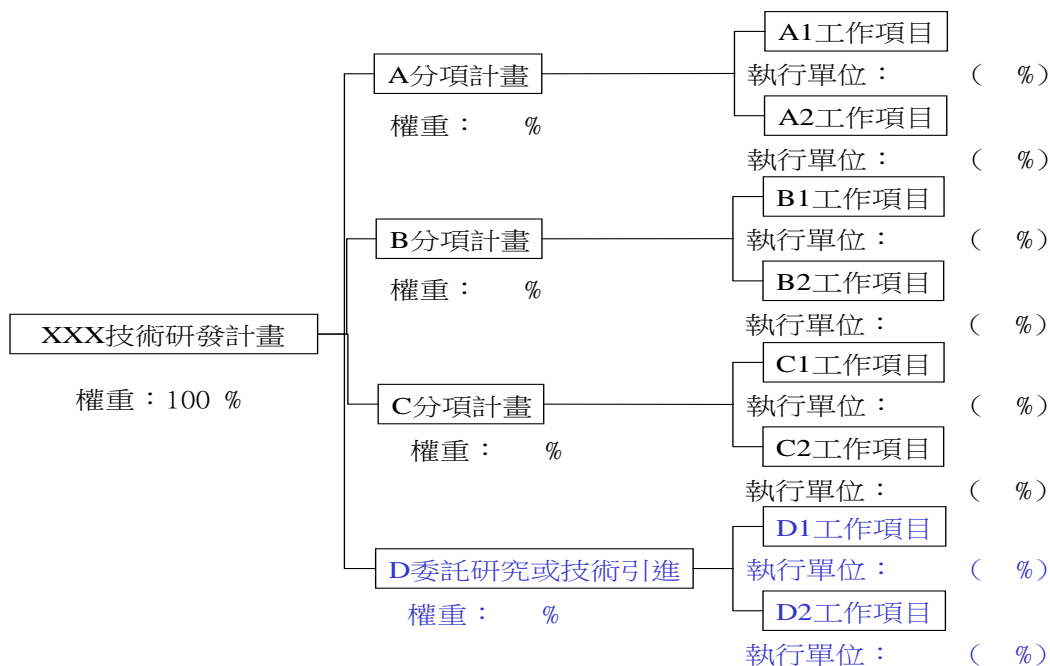 A1工作項目
A分項計畫
執行單位： （ %）
A2工作項目
權重： %
執行單位： （ %）
B1工作項目
B分項計畫
執行單位： （ %）
權重： %
B2工作項目
XXX技術研發計畫
執行單位： （ %）
C1工作項目
權重：100 %
C分項計畫
執行單位： （ %）
權重： %
C2工作項目
執行單位： （ %）
D1工作項目
D委託研究或技術引進
執行單位： （ %）
權重： %
D2工作項目
執行單位： （ %）